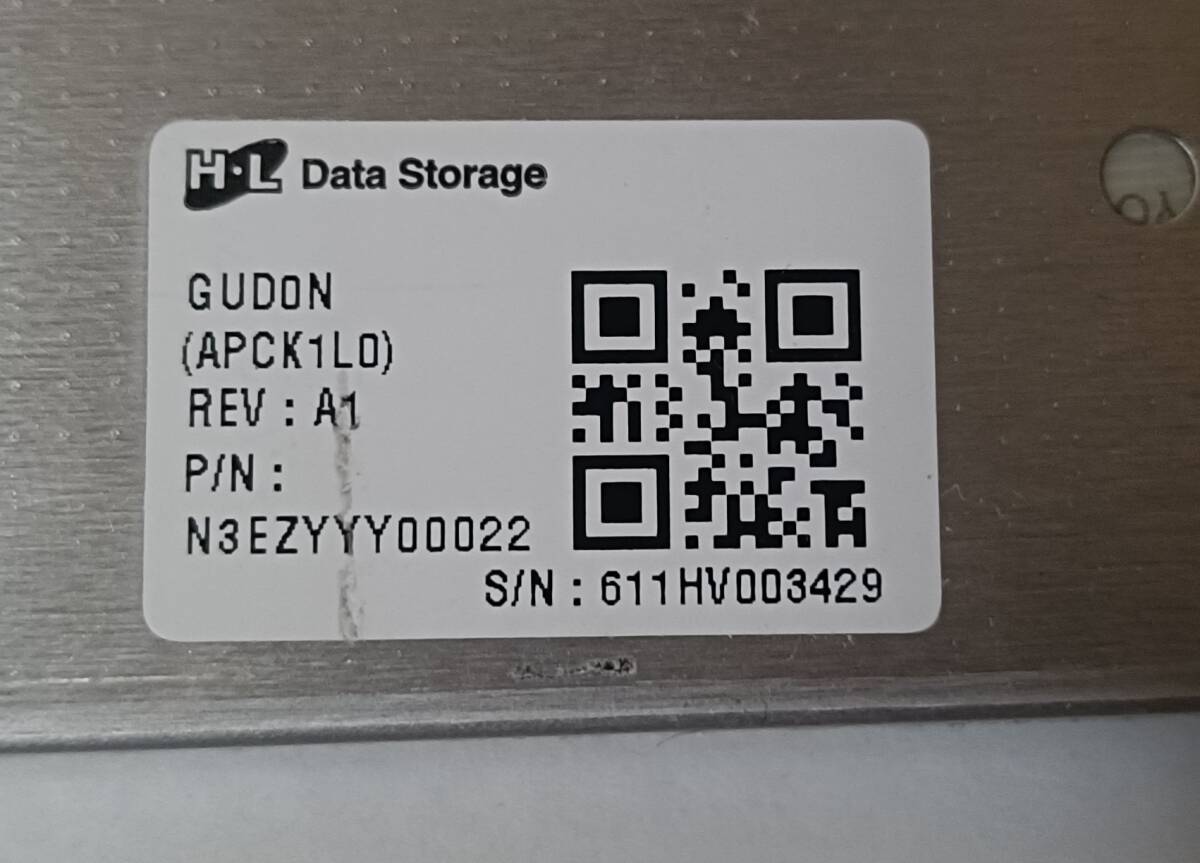 H·L Data Storage
GUD0N
(APCK1L0)
REV : A1
P/N :
N3EZYYY00022
S/N : 611HV003429